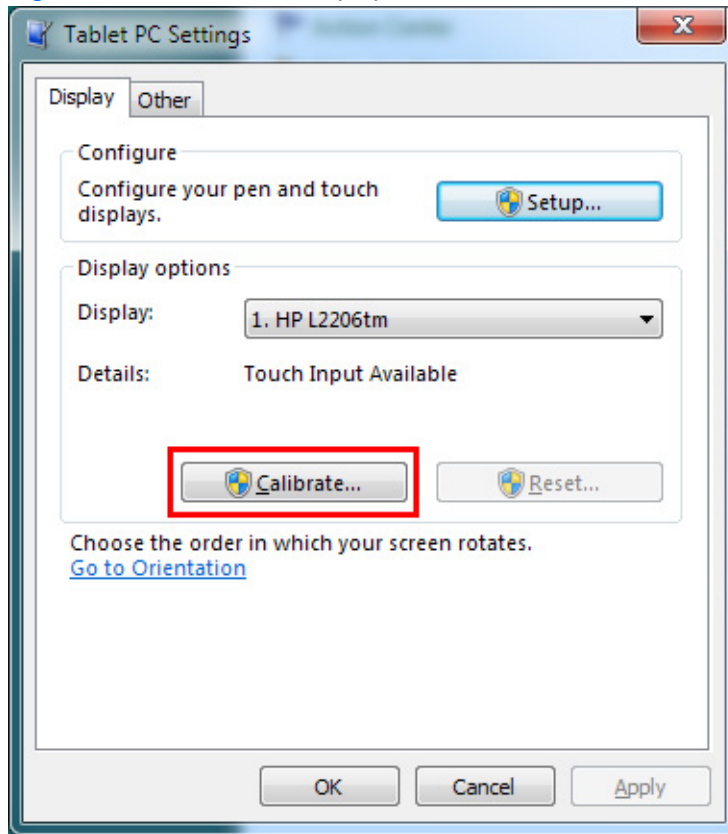 Tablet PC Settings
Display Other
Configure
Configure your pen and touch
displays.
Setup...
Display options
Display: 1. HP L2206tm
Details: Touch Input Available
Calibrate... Reset...
Choose the order in which your screen rotates.
Go to Orientation
OK Cancel Apply